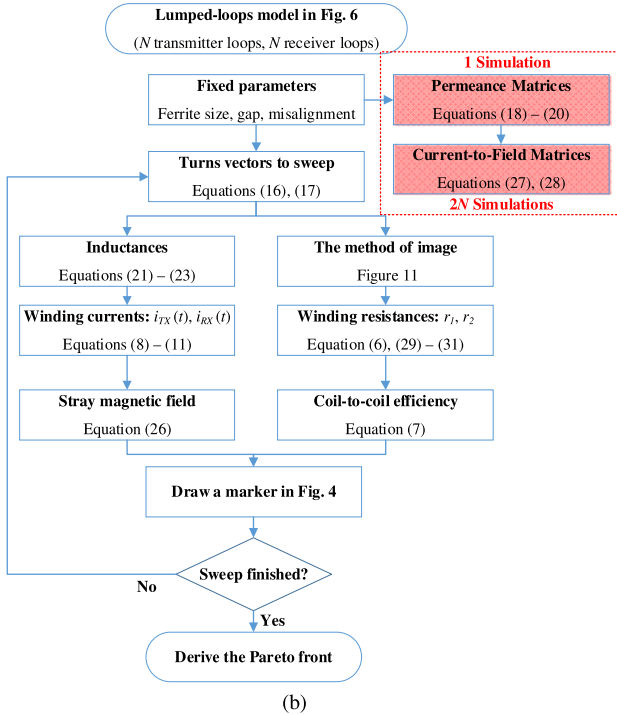 Lumped-loops model in Fig. 6
(N transmitter loops, N receiver loops)
1 Simulation
Fixed parameters
Ferrite size, gap, misalignment
Permeance Matrices
Equations (18) – (20)
Turns vectors to sweep
Equations (16), (17)
Current-to-Field Matrices
Equations (27), (28)
2N Simulations
Inductances
Equations (21) – (23)
The method of image
Figure 11
Winding currents: iTX (t), iRX (t)
Equations (8) – (11)
Winding resistances: r1, r2
Equation (6), (29) – (31)
Stray magnetic field
Equation (26)
Coil-to-coil efficiency
Equation (7)
Draw a marker in Fig. 4
Sweep finished?
No
Yes
Derive the Pareto front
(b)